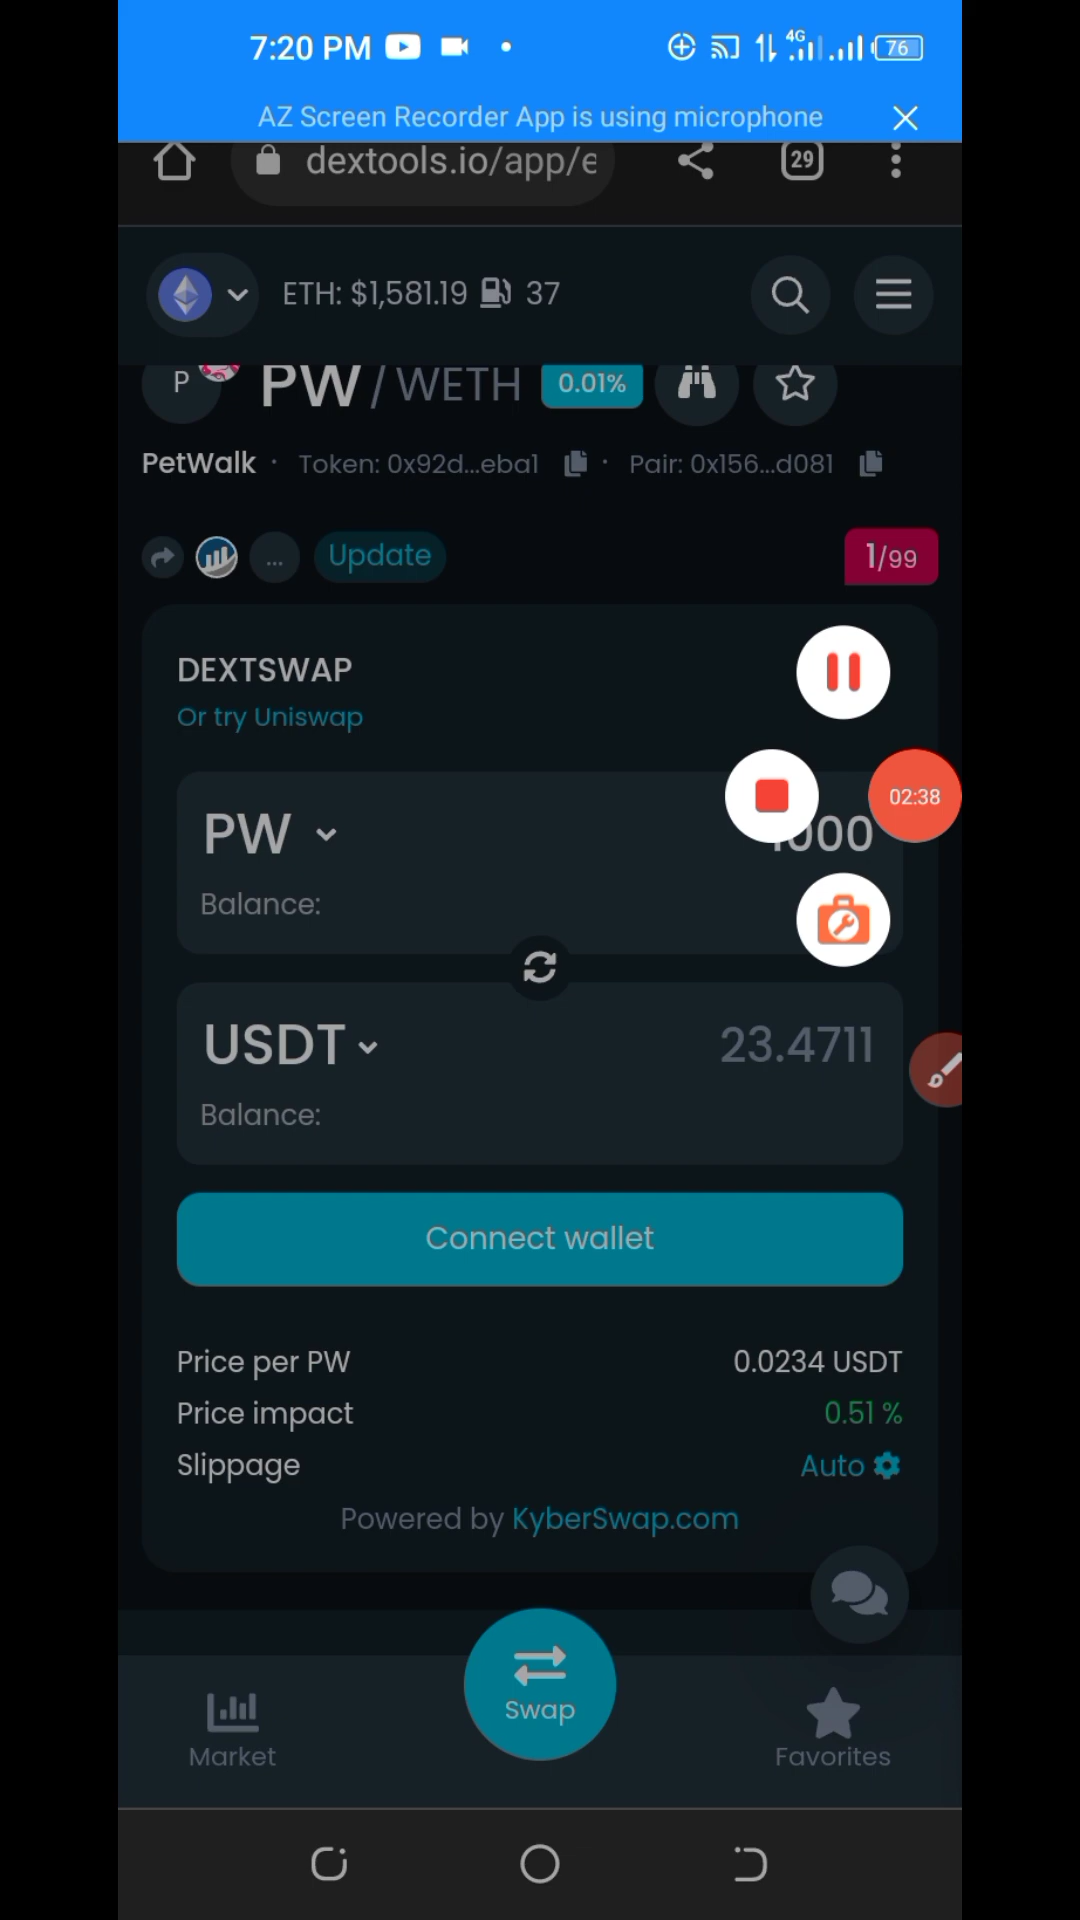 7:20 PM 4G 76
AZ Screen Recorder App is using microphone
dextools.io/app/e 29
ETH: $1,581.19 37
P PW / WETH 0.01%
PetWalk · Token: 0x92d...eba1 · Pair: 0x156...d081
... Update 1/99
DEXTSWAP
Or try Uniswap
02:38
PW 1000
Balance:
USDT 23.4711
Balance:
Connect wallet
Price per PW 0.0234 USDT
Price impact 0.51 %
Slippage Auto
Powered by KyberSwap.com
Swap
Market Favorites